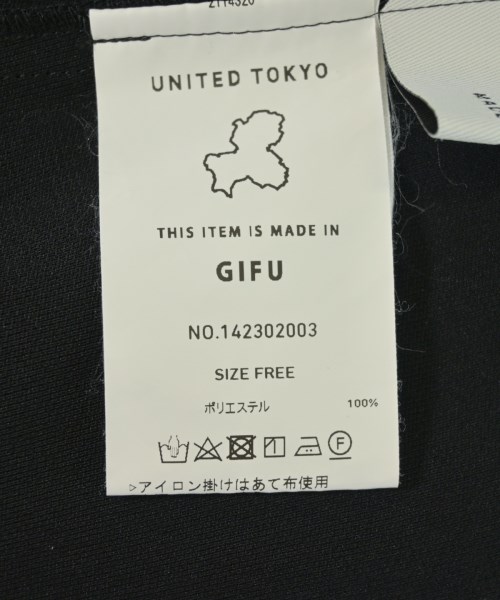 UNITED TOKYO
THIS ITEM IS MADE IN
GIFU
NO.142302003
SIZE FREE
ポリエステル 100%
F
>アイロン掛けはあて布使用